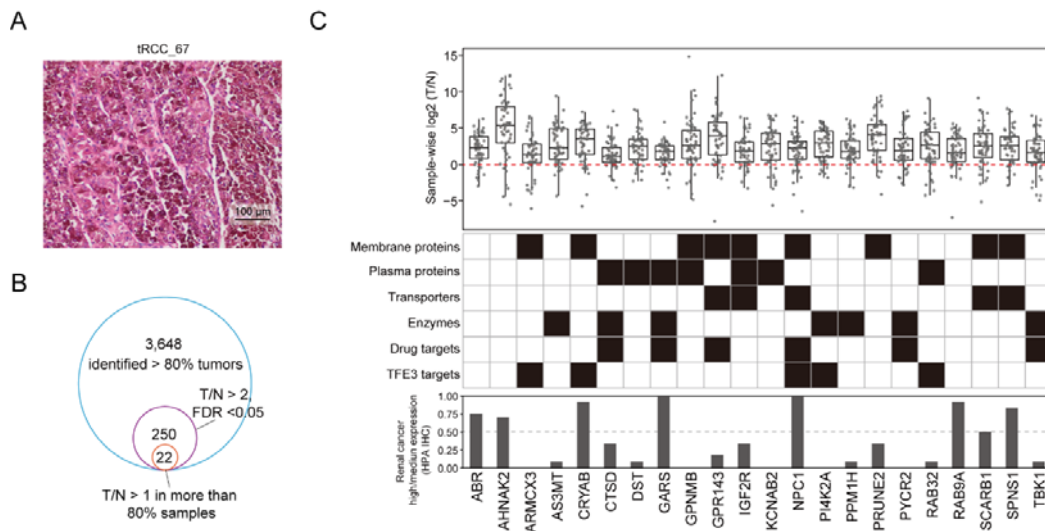 A
tRCC_67
100 µm
B
3,648
identified > 80% tumors
T/N > 2,
FDR <0.05
250
22
T/N > 1 in more than
80% samples
C
Sample-wise log2 (T/N)
15
10
5
0
−5
Membrane proteins
Plasma proteins
Transporters
Enzymes
Drug targets
TFE3 targets
Renal cancer
high/mediun expression
(HPA IHC)
1.00
0.75
0.50
0.25
0.00
ABR
AHNAK2
ARMCX3
AS3MT
CRYAB
CTSD
DST
GARS
GPNMB
GPR143
IGF2R
KCNAB2
NPC1
PI4K2A
PPM1H
PRUNE2
PYCR2
RAB32
RAB9A
SCARB1
SPNS1
TBK1